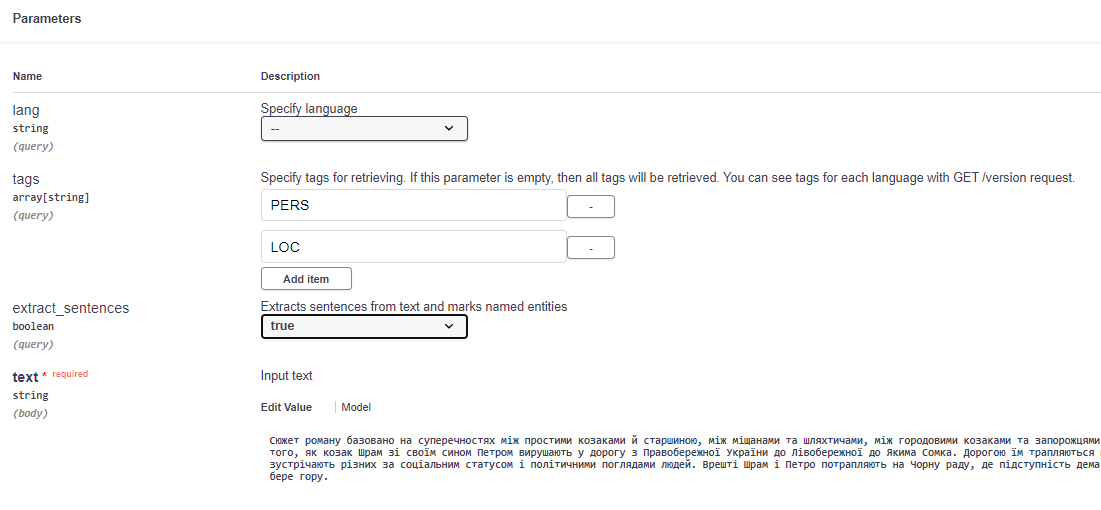 Parameters
Name Description
lang Specify language
string --
(query)
tags Specify tags for retrieving. If this parameter is empty, then all tags will be retrieved. You can see tags for each language with GET /version request.
array[string] PERS -
(query)
LOC -
Add item
extract_sentences Extracts sentences from text and marks named entities
boolean true
(query)
text * required Input text
string
(body) Edit Value | Model
Сюжет роману базовано на суперечностях між простими козаками й старшиною, між міщанами та шляхтичами, між городовими козаками та запорожцями
того, як козак Шрам зі своїм сином Петром вирушають у дорогу з Правобережної України до Лівобережної до Якима Сомка. Дорогою їм трапляються
зустрічають різних за соціальним статусом і політичними поглядами людей. Врешті Шрам і Петро потрапляють на Чорну раду, де підступність
бере гору.